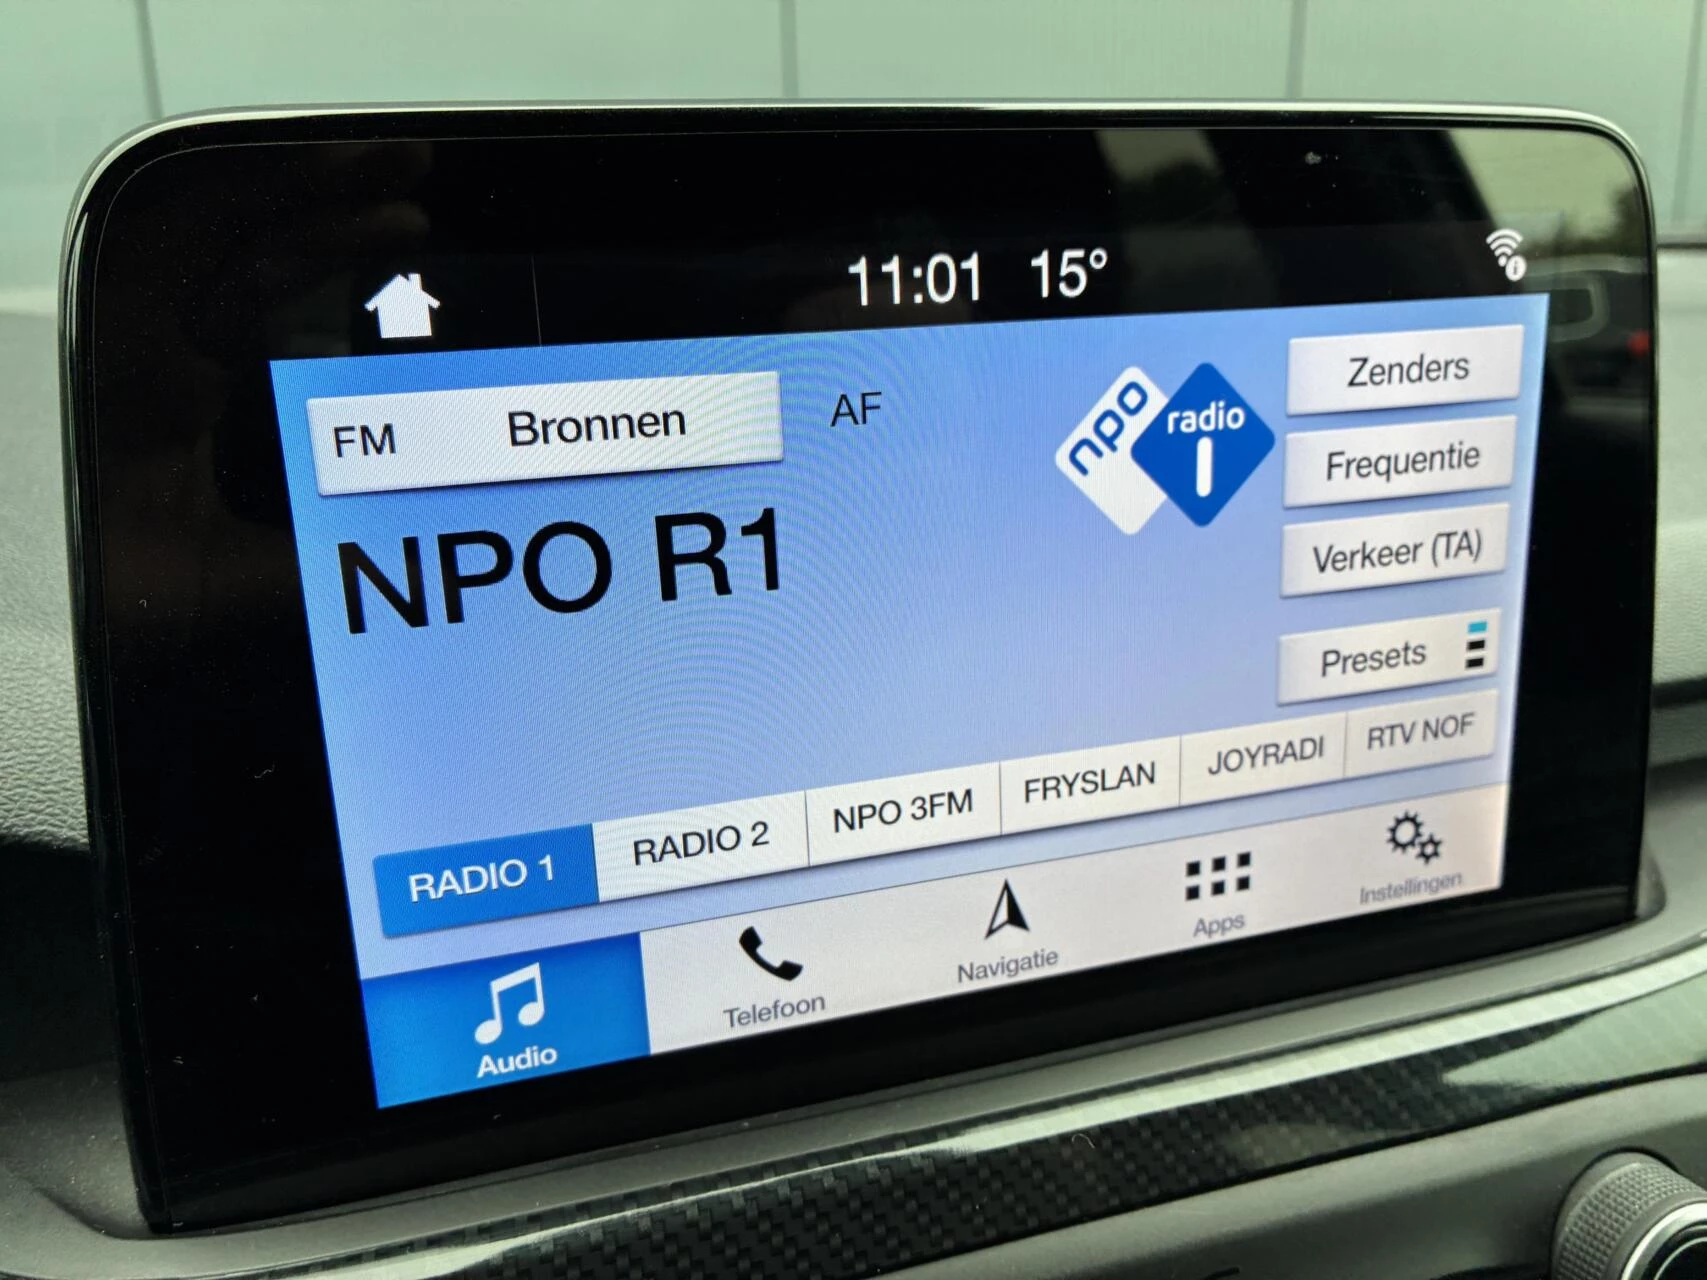 11:01 15°
FM Bronnen AF
npo radio 1
Zenders
Frequentie
Verkeer (TA)
Presets
NPO R1
RADIO 1 RADIO 2 NPO 3FM FRYSLAN JOYRADI RTV NOF
Audio Telefoon Navigatie Apps Instellingen